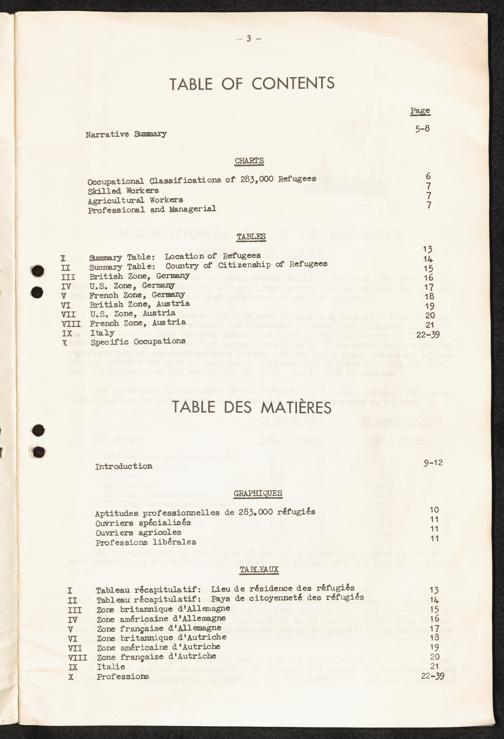 - 3 -
TABLE OF CONTENTS
Page
Narrative Summary 5-8
CHARTS
Occupational Classifications of 283,000 Refugees 6
Skilled Workers 7
Agricultural Workers 7
Professional and Managerial 7
TABLES
I Summary Table: Location of Refugees 13
II Summary Table: Country of Citizenship of Refugees 14
III British Zone, Germany 15
IV U.S. Zone, Germany 16
V French Zone, Germany 17
VI British Zone, Austria 18
VII U.S. Zone, Austria 19
VIII French Zone, Austria 20
IX Italy 21
X Specific Occupations 22-39
TABLE DES MATIÈRES
Introduction 9-12
GRAPHIQUES
Aptitudes professionnelles de 283.000 réfugiés 10
Ouvriers spécialisés 11
Ouvriers agricoles 11
Professions libérales 11
TABLEAUX
I Tableau récapitulatif: Lieu de résidence des réfugiés 13
II Tableau récapitulatif: Pays de citoyenneté des réfugiés 14
III Zone britannique d'Allemagne 15
IV Zone américaine d'Allemagne 16
V Zone française d'Allemagne 17
VI Zone britannique d'Autriche 18
VII Zone américaine d'Autriche 19
VIII Zone française d'Autriche 20
IX Italie 21
X Professions 22-39